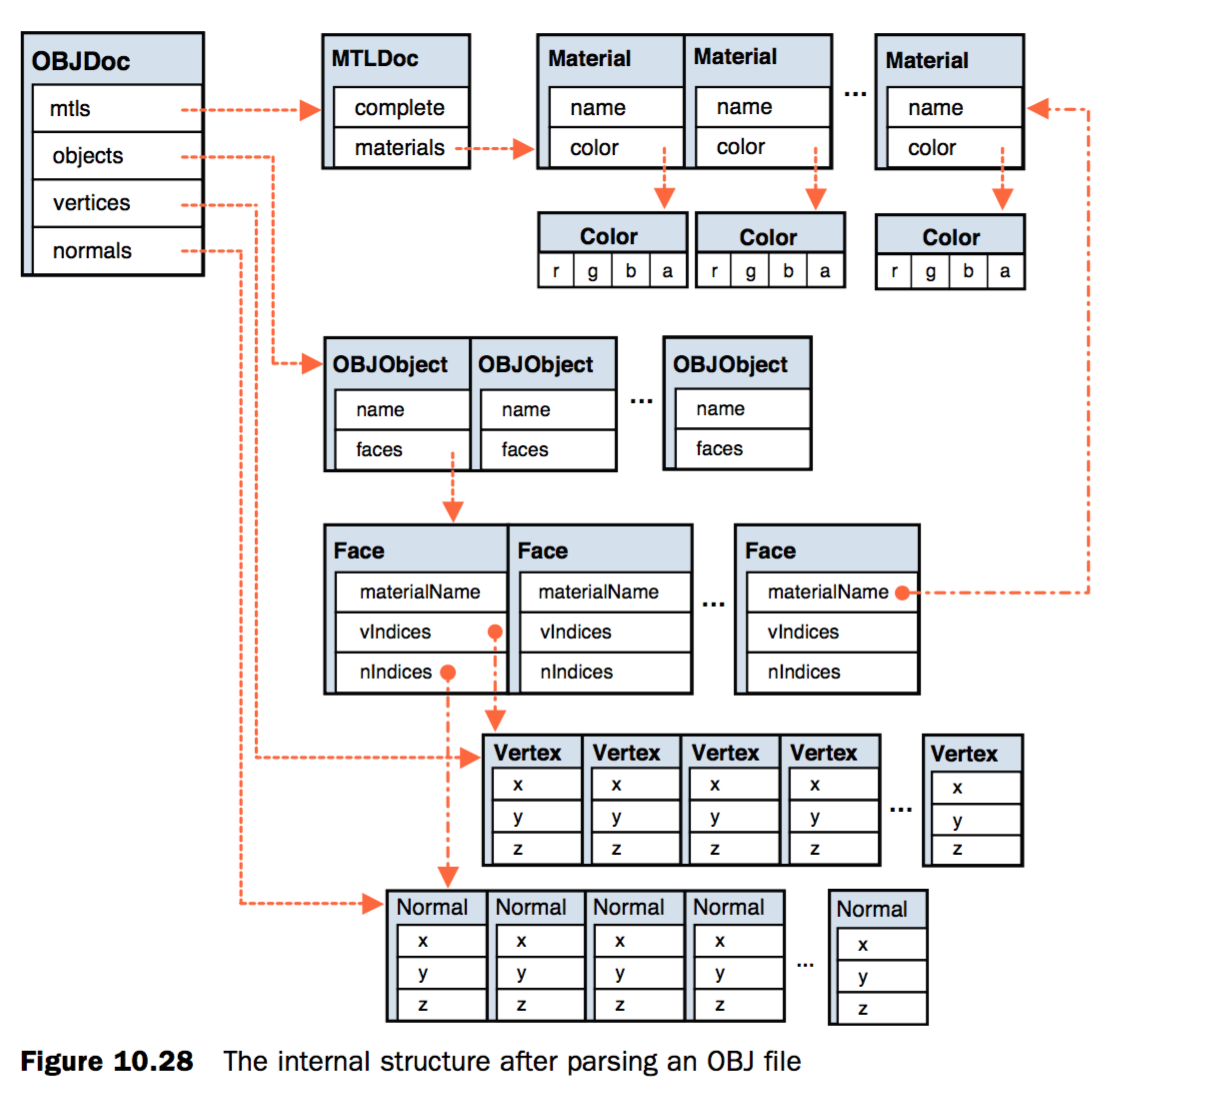 OBJDoc
mtls
objects
vertices
normals
MTLDoc
complete
materials
Material
name
color
Material
name
color
...
Material
name
color
Color
r g b a
Color
r g b a
Color
r g b a
OBJObject
name
faces
OBJObject
name
faces
...
OBJObject
name
faces
Face
materialName
vIndices
nIndices
Face
materialName
vIndices
nIndices
...
Face
materialName
vIndices
nIndices
Vertex
x
y
z
Vertex
x
y
z
Vertex
x
y
z
Vertex
x
y
z
...
Vertex
x
y
z
Normal
x
y
z
Normal
x
y
z
Normal
x
y
z
Normal
x
y
z
...
Normal
x
y
z
Figure 10.28 The internal structure after parsing an OBJ file